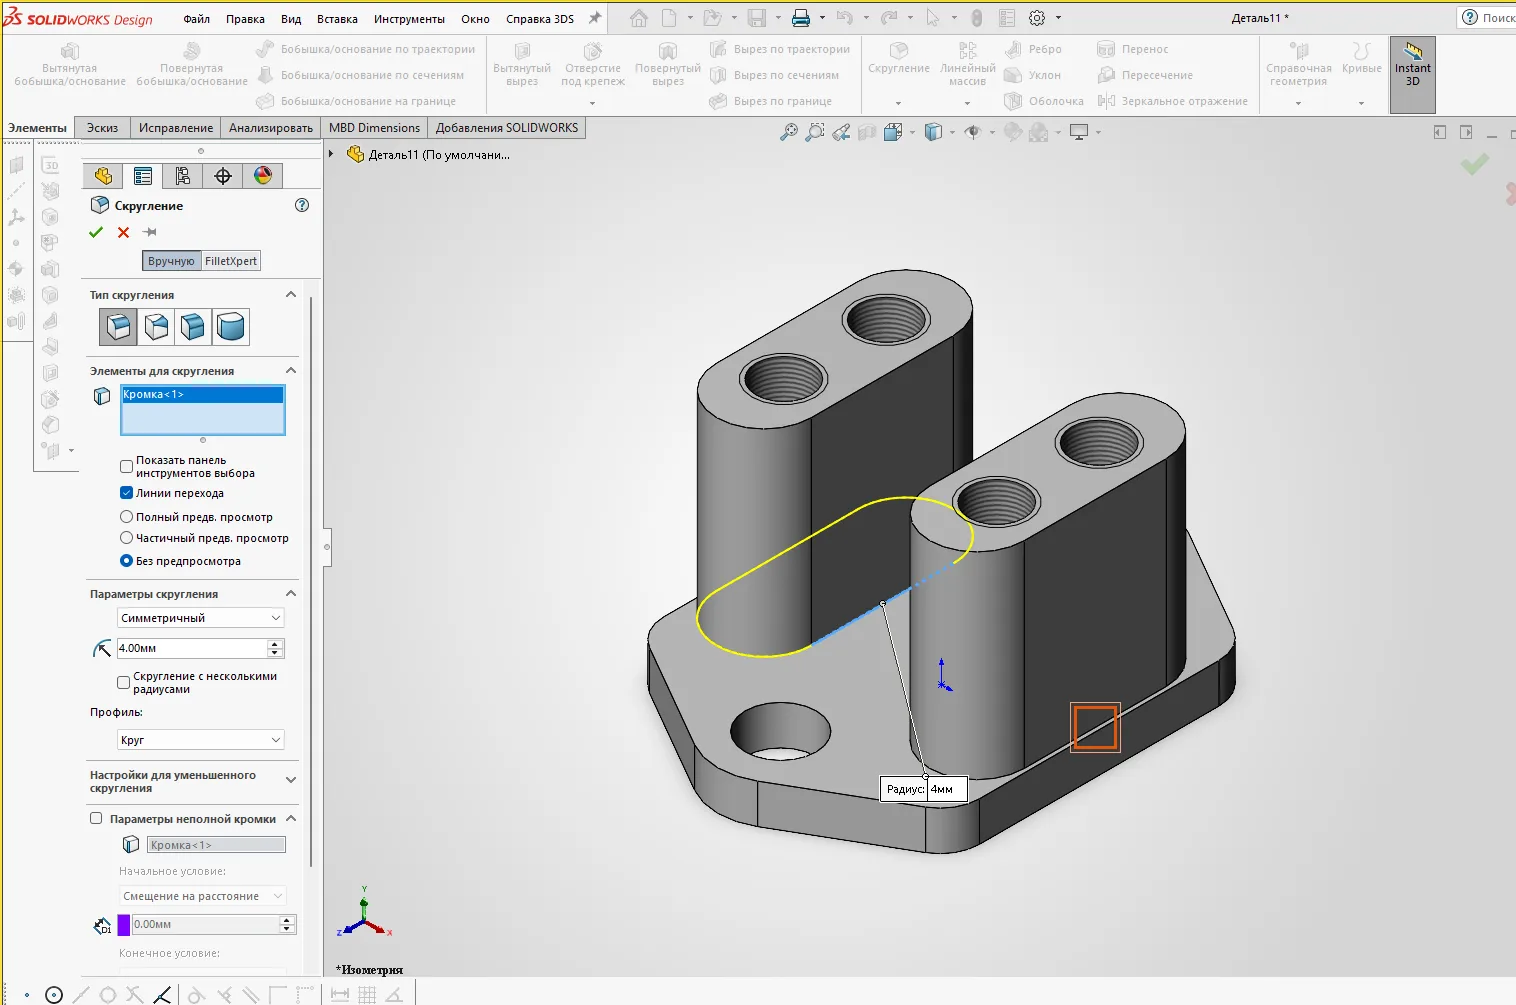 SOLIDWORKS Design
Файл Правка Вид Вставка Инструменты Окно Справка 3DS
Деталь11 *
Поиск
Вытянутая бобышка/основание
Повернутая бобышка/основание
Бобышка/основание по траектории
Бобышка/основание по сечениям
Бобышка/основание на границе
Вытянутый вырез
Отверстие под крепеж
Повернутый вырез
Вырез по траектории
Вырез по сечениям
Вырез по границе
Скругление
Линейный массив
Ребро
Уклон
Оболочка
Перенос
Пересечение
Зеркальное отражение
Справочная геометрия
Кривые
Instant 3D
Элементы Эскиз Исправление Анализировать MBD Dimensions Добавления SOLIDWORKS
Деталь11 (По умолчани...
Скругление
Вручную FilletXpert
Тип скругления
Элементы для скругления
Кромка<1>
Показать панель
инструментов выбора
Линии перехода
Полный предв. просмотр
Частичный предв. просмотр
Без предпросмотра
Параметры скругления
Симметричный
4.00мм
Скругление с несколькими
радиусами
Профиль:
Круг
Настройки для уменьшенного
скругления
Параметры неполной кромки
Кромка<1>
Начальное условие:
Смещение на расстояние
D1
0.00мм
Конечное условие:
Радиус: 4мм
Y
Z
X
*Изометрия
3D